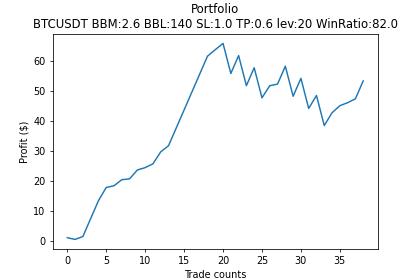 Portfolio
BTCUSDT BBM:2.6 BBL:140 SL:1.0 TP:0.6 lev:20 WinRatio:82.0
60
50
40
30
20
10
0
Profit ($)
0 5 10 15 20 25 30 35
Trade counts